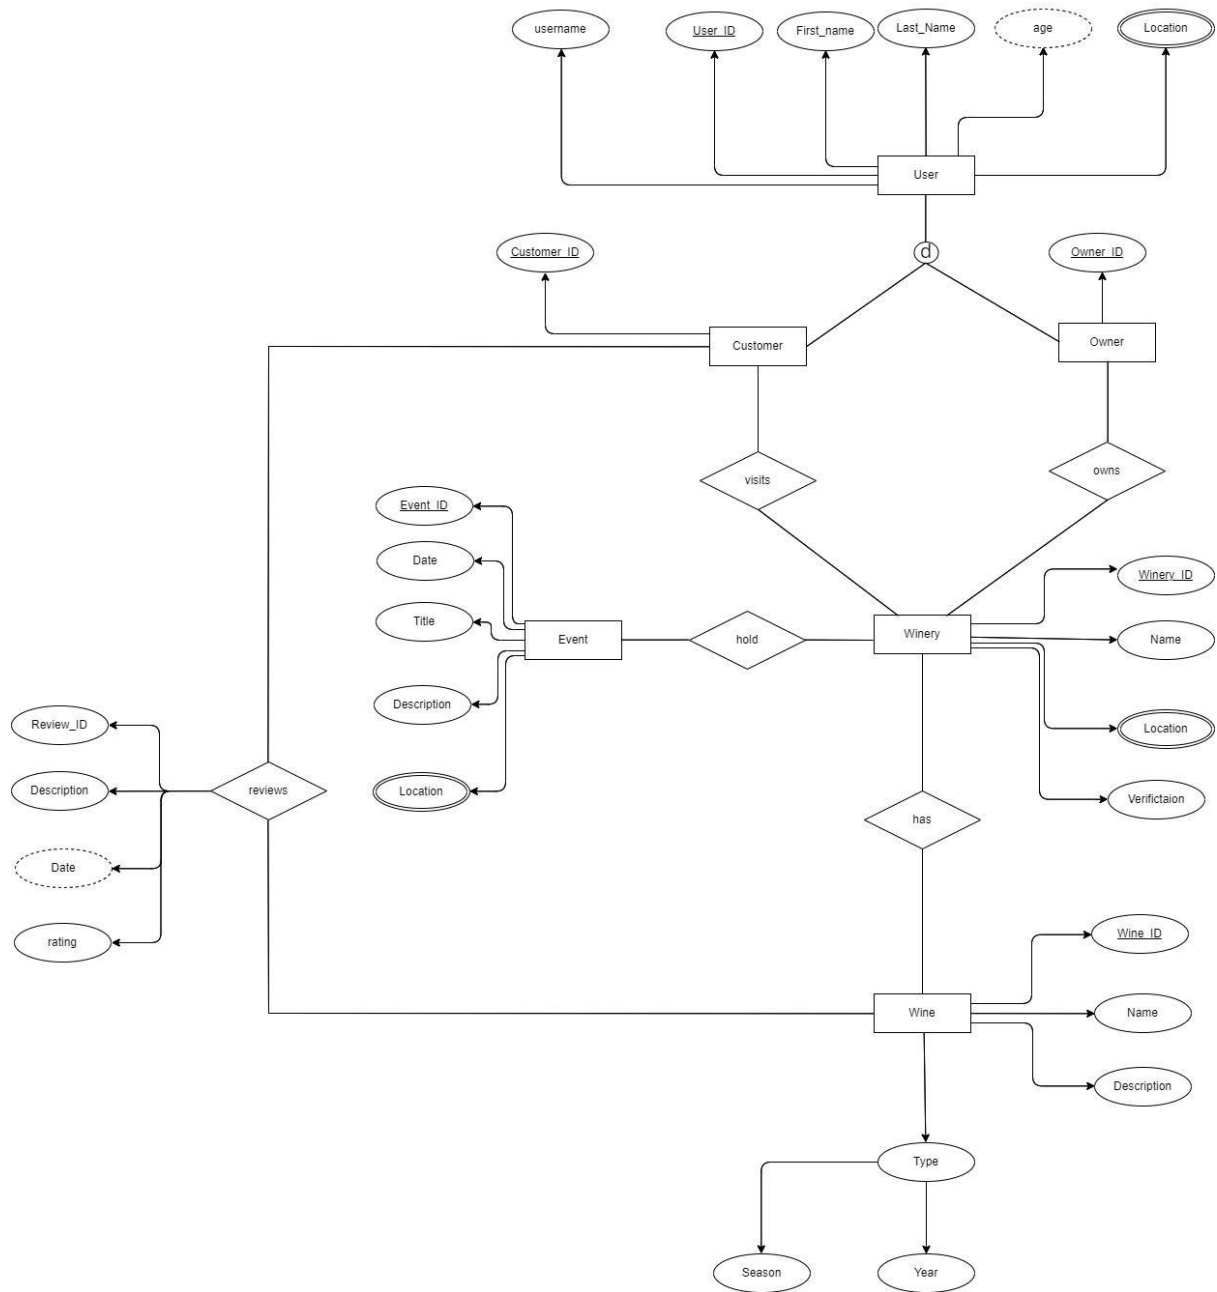 username
User_ID
First_name
Last_Name
age
Location
User
d
Customer_ID
Owner_ID
Customer
Owner
visits
owns
Event_ID
Date
Title
Description
Location
Event
hold
Winery
Winery_ID
Name
Location
Verifictaion
Review_ID
Description
Date
rating
reviews
has
Wine_ID
Wine
Name
Description
Type
Season
Year